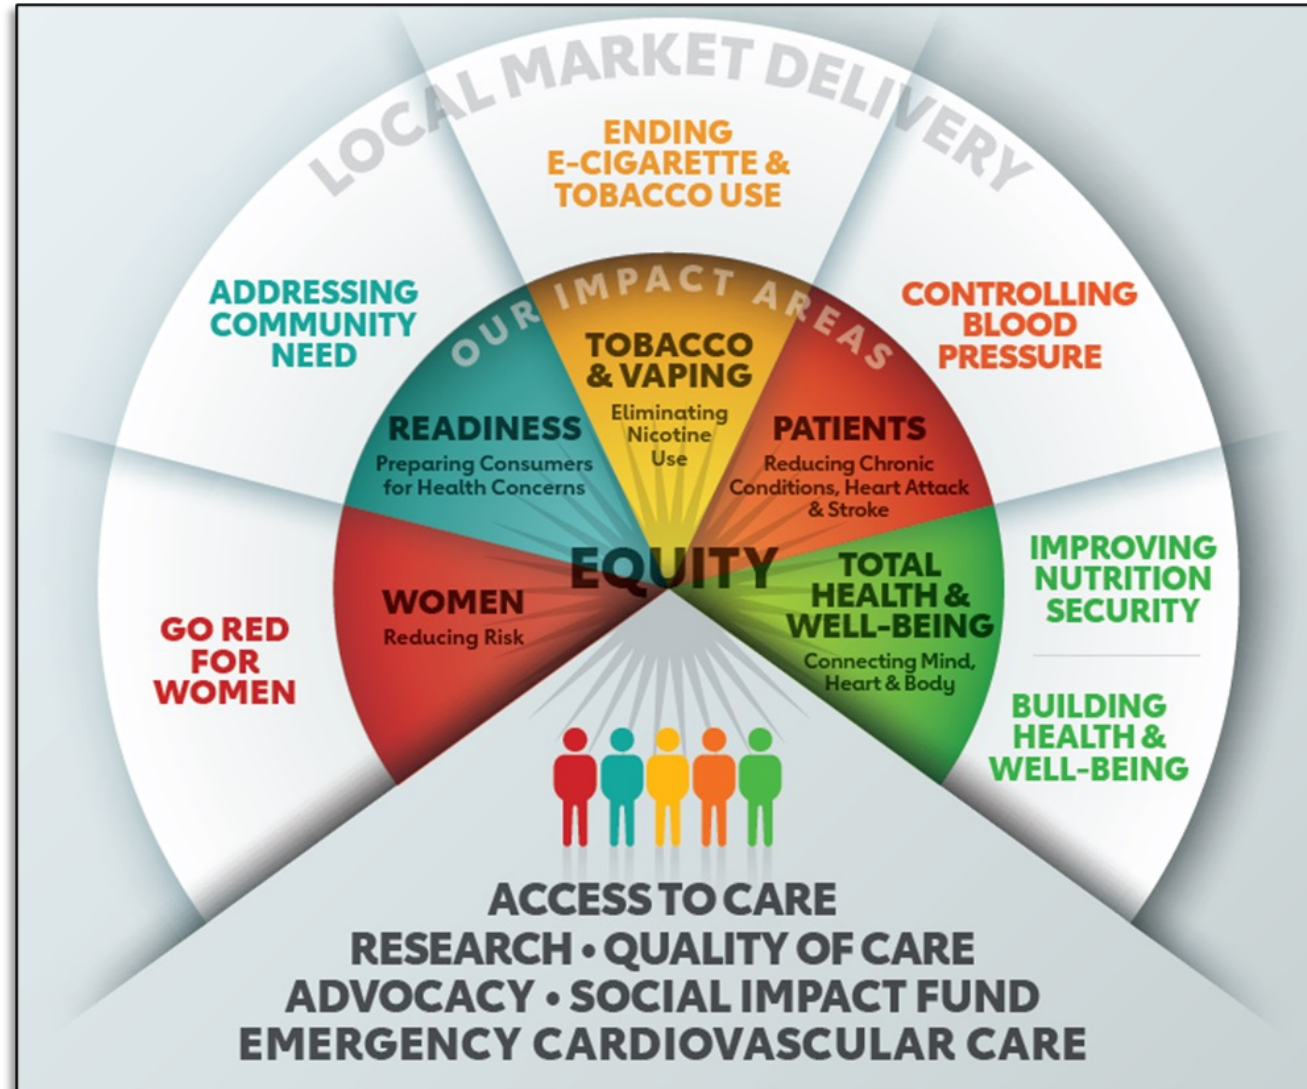 LOCAL MARKET DELIVERY
ENDING
E-CIGARETTE &
TOBACCO USE
ADDRESSING
COMMUNITY
NEED
CONTROLLING
BLOOD
PRESSURE
OUR IMPACT AREAS
TOBACCO
& VAPING
Eliminating
Nicotine
Use
READINESS
Preparing Consumers
for Health Concerns
PATIENTS
Reducing Chronic
Conditions, Heart Attack
& Stroke
EQUITY
WOMEN
Reducing Risk
TOTAL
HEALTH &
WELL-BEING
Connecting Mind,
Heart & Body
GO RED
FOR
WOMEN
IMPROVING
NUTRITION
SECURITY
BUILDING
HEALTH &
WELL-BEING
ACCESS TO CARE
RESEARCH • QUALITY OF CARE
ADVOCACY • SOCIAL IMPACT FUND
EMERGENCY CARDIOVASCULAR CARE